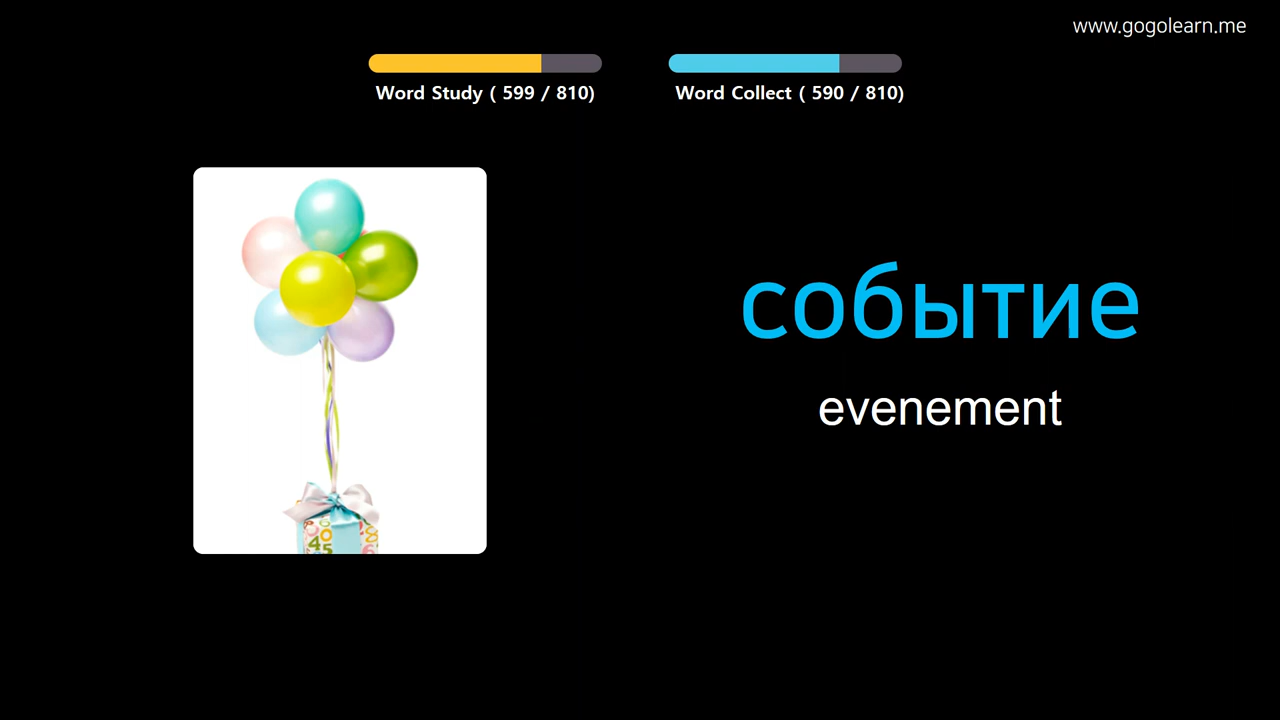 www.gogolearn.me
Word Study ( 599 / 810)
Word Collect ( 590 / 810)
событие
evenement